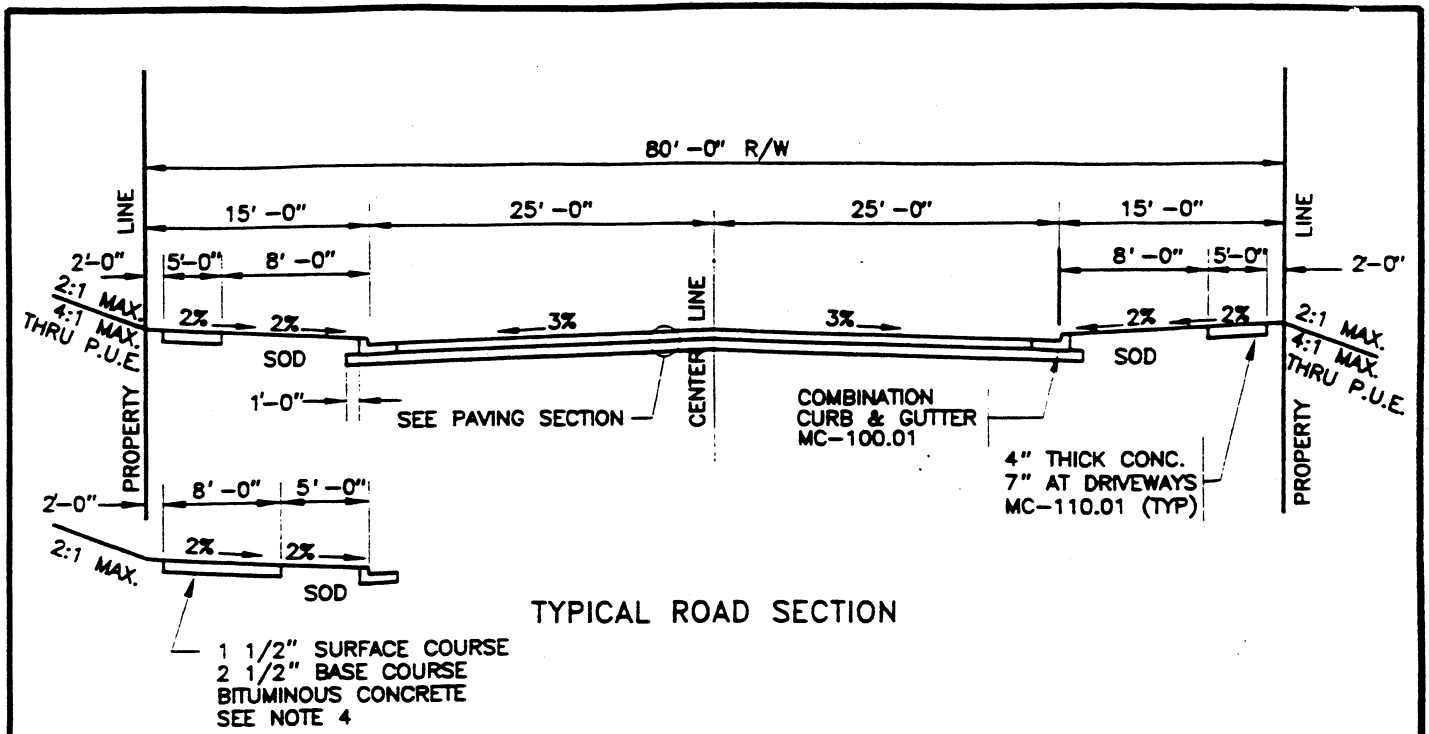 80'-0" R/W
15'-0" 25'-0" 25'-0" 15'-0"
PROPERTY LINE
CENTER LINE
PROPERTY LINE
2'-0" 5'-0" 8'-0" 8'-0" 5'-0" 2'-0"
2:1 MAX.
4:1 MAX.
THRU P.U.E.
2% 2% 3% 3% 2% 2%
2:1 MAX.
4:1 MAX.
THRU P.U.E.
SOD
SOD
1'-0"
SEE PAVING SECTION
COMBINATION
CURB & GUTTER
MC-100.01
4" THICK CONC.
7" AT DRIVEWAYS
MC-110.01 (TYP)
2'-0" 8'-0" 5'-0"
2:1 MAX.
2% 2%
SOD
TYPICAL ROAD SECTION
1 1/2" SURFACE COURSE
2 1/2" BASE COURSE
BITUMINOUS CONCRETE
SEE NOTE 4